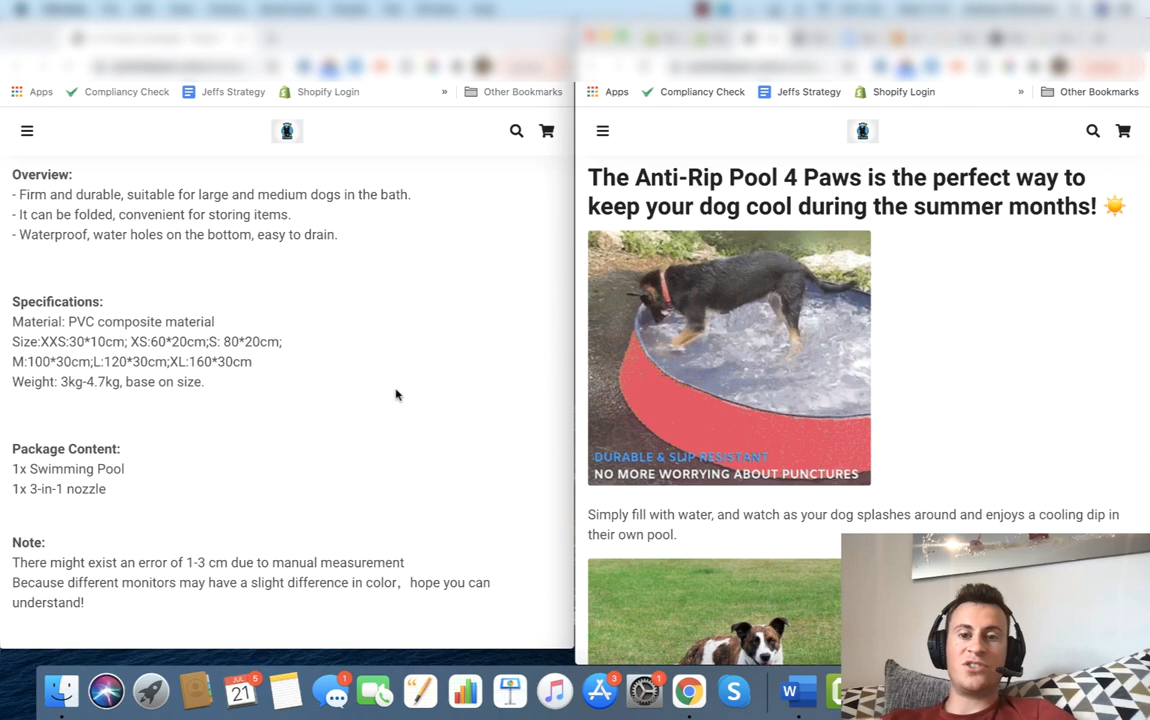 Apps Compliancy Check Jeffs Strategy Shopify Login » Other Bookmarks
Overview:
- Firm and durable, suitable for large and medium dogs in the bath.
- It can be folded, convenient for storing items.
- Waterproof, water holes on the bottom, easy to drain.
Specifications:
Material: PVC composite material
Size:XXS:30*10cm; XS:60*20cm;S: 80*20cm;
M:100*30cm;L:120*30cm;XL:160*30cm
Weight: 3kg-4.7kg, base on size.
Package Content:
1x Swimming Pool
1x 3-in-1 nozzle
Note:
There might exist an error of 1-3 cm due to manual measurement
Because different monitors may have a slight difference in color，hope you can
understand!
Apps Compliancy Check Jeffs Strategy Shopify Login » Other Bookmarks
The Anti-Rip Pool 4 Paws is the perfect way to
keep your dog cool during the summer months! ☀️
DURABLE & SLIP RESISTANT
NO MORE WORRYING ABOUT PUNCTURES
Simply fill with water, and watch as your dog splashes around and enjoys a cooling dip in
their own pool.
JUL 5 1 3 1
21 W S